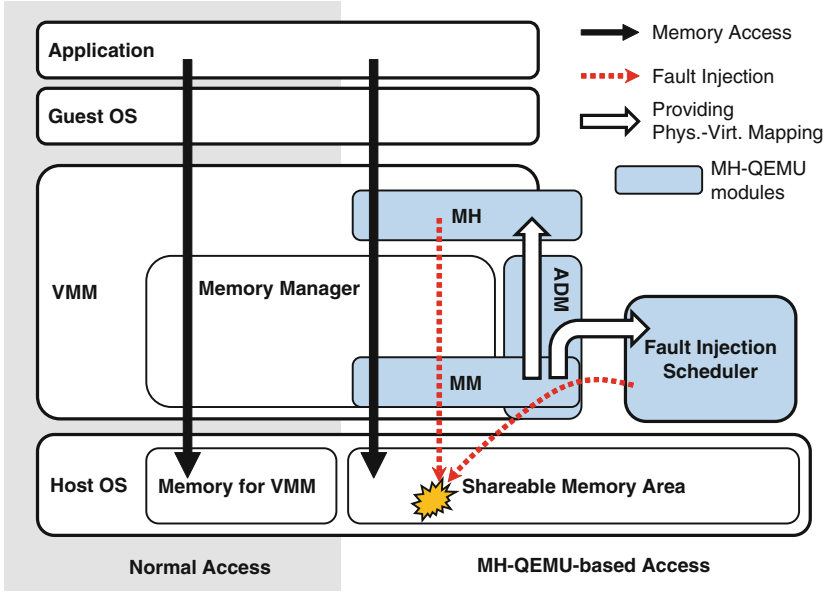 Application
Guest OS
Memory Access
Fault Injection
Providing
Phys.-Virt. Mapping
MH-QEMU
modules
MH
VMM
Memory Manager
ADM
MM
Fault Injection
Scheduler
Host OS
Memory for VMM
Shareable Memory Area
Normal Access
MH-QEMU-based Access